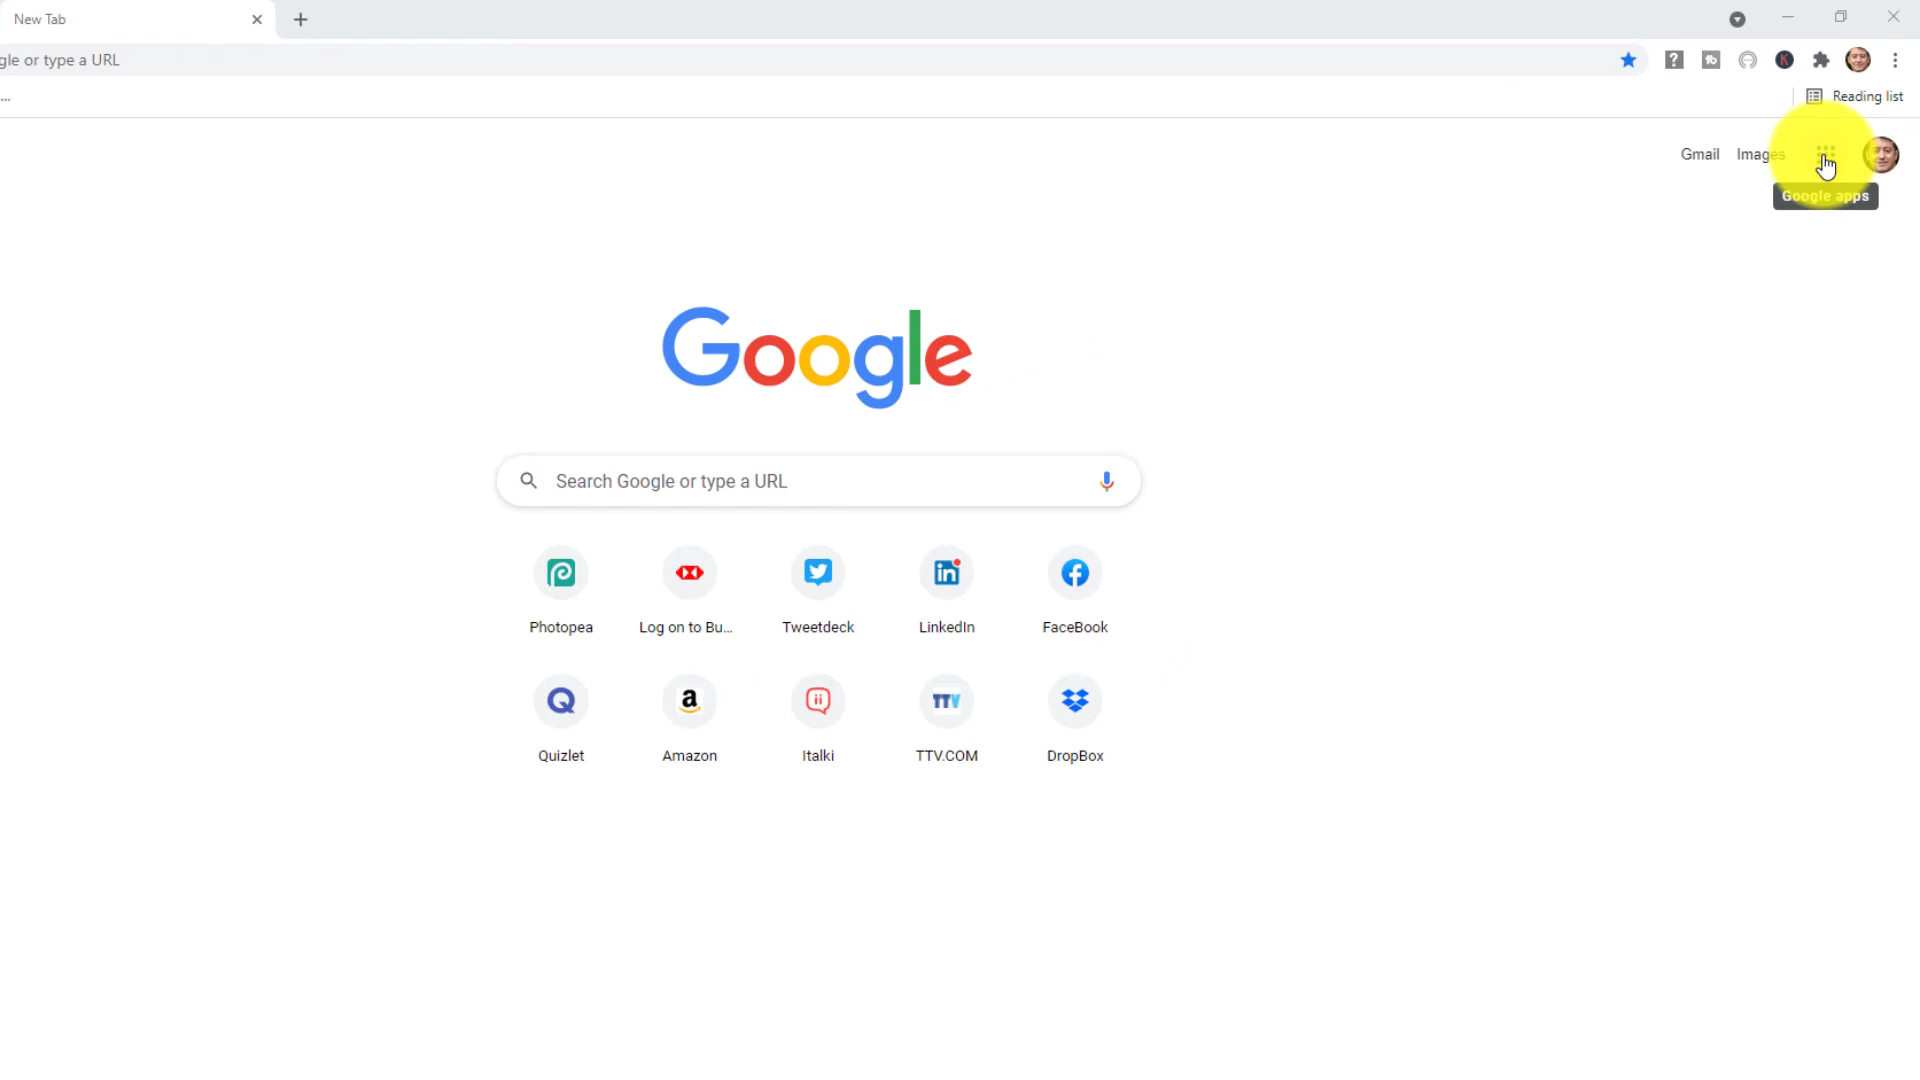 New Tab
gle or type a URL
...
Reading list
Gmail Images
Google apps
Google
Search Google or type a URL
Photopea Log on to Bu... Tweetdeck LinkedIn FaceBook
Quizlet Amazon Italki TTV.COM DropBox